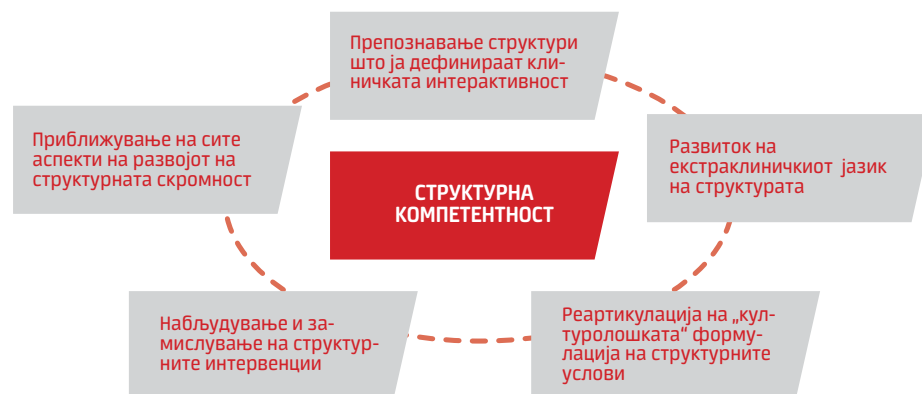 Препознавање структури
што ја дефинираат кли-
ничката интерактивност
Приближување на сите
аспекти на развојот на
структурната скромност
Развиток на
екстраклиничкиот јазик
на структурата
СТРУКТУРНА
КОМПЕТЕНТНОСТ
Набљудување и за-
мислување на структур-
ните интервенции
Реартикулација на „кул-
туролошката“ форму-
лација на структурните
услови